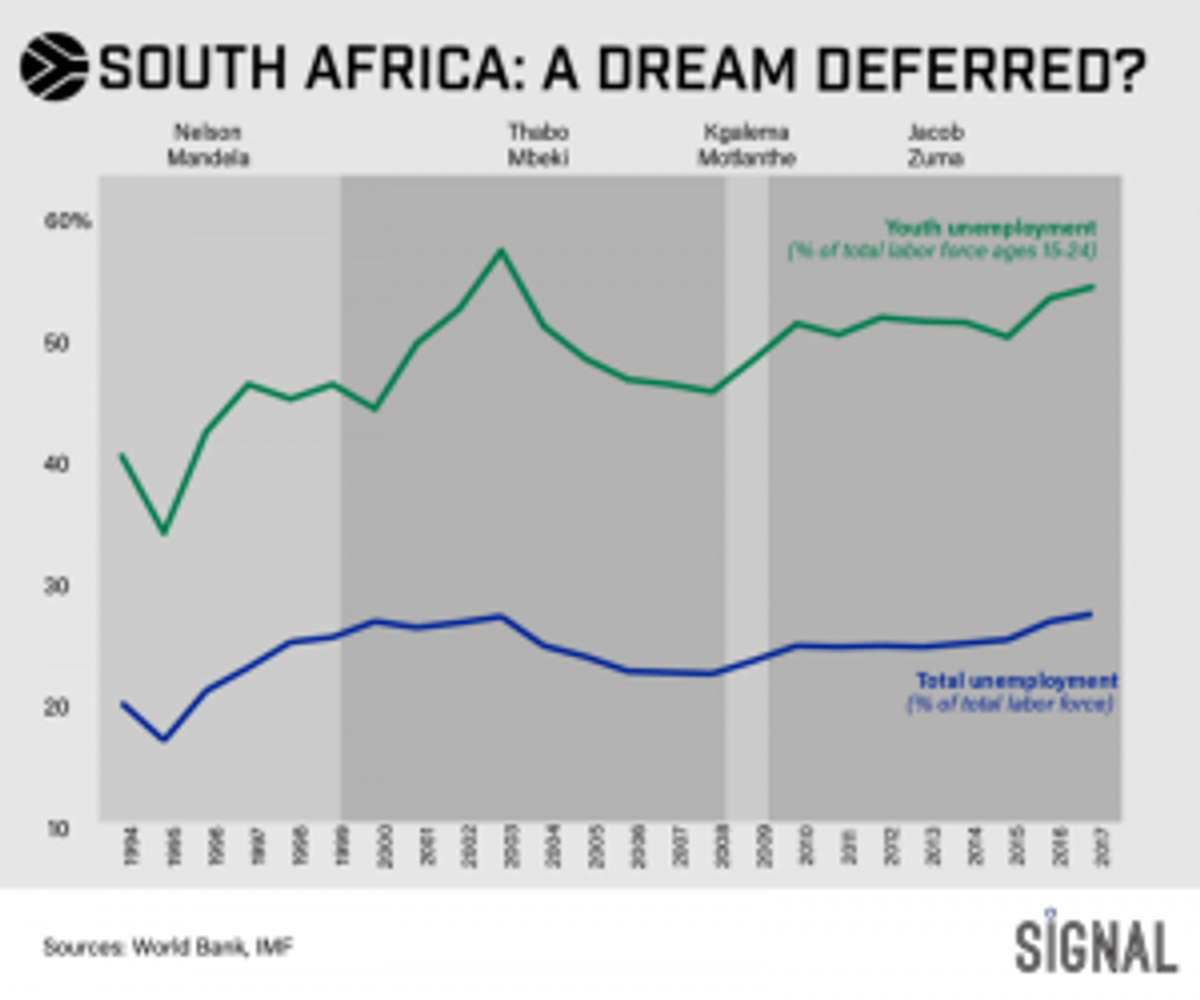 SOUTH AFRICA: A DREAM DEFERRED?
Nelson
Mandela
Thabo
Mbeki
Kgalema
Motlanthe
Jacob
Zuma
60%
50
40
30
20
10
Youth unemployment
(% of total labor force ages 15-24)
Total unemployment
(% of total labor force)
1994
1995
1996
1997
1998
1999
2000
2001
2002
2003
2004
2005
2006
2007
2008
2009
2010
2011
2012
2013
2014
2015
2016
2017
Sources: World Bank, IMF
SIGNAL